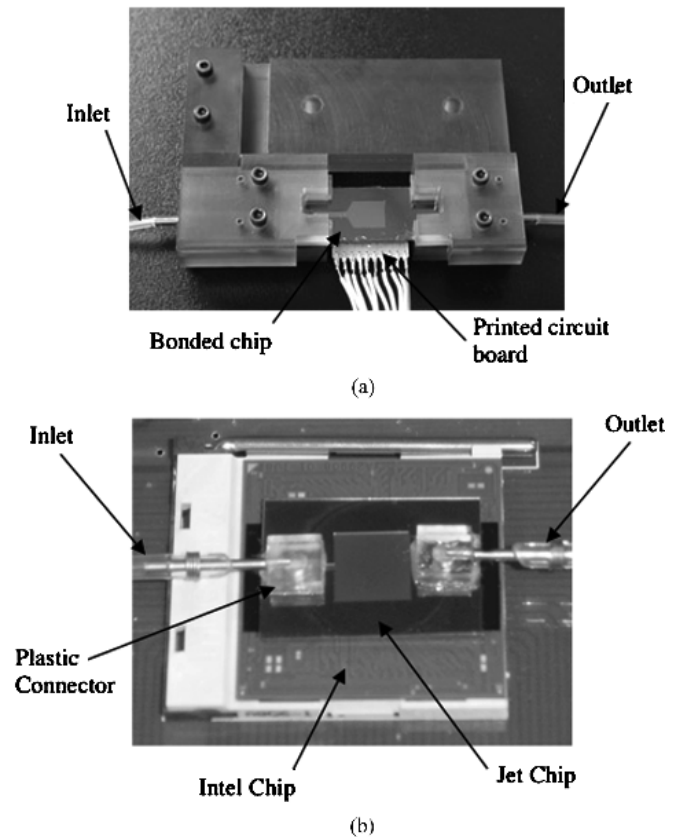 Inlet
Outlet
Bonded chip
Printed circuit
board
(a)
Inlet
Outlet
Plastic
Connector
Intel Chip
Jet Chip
(b)